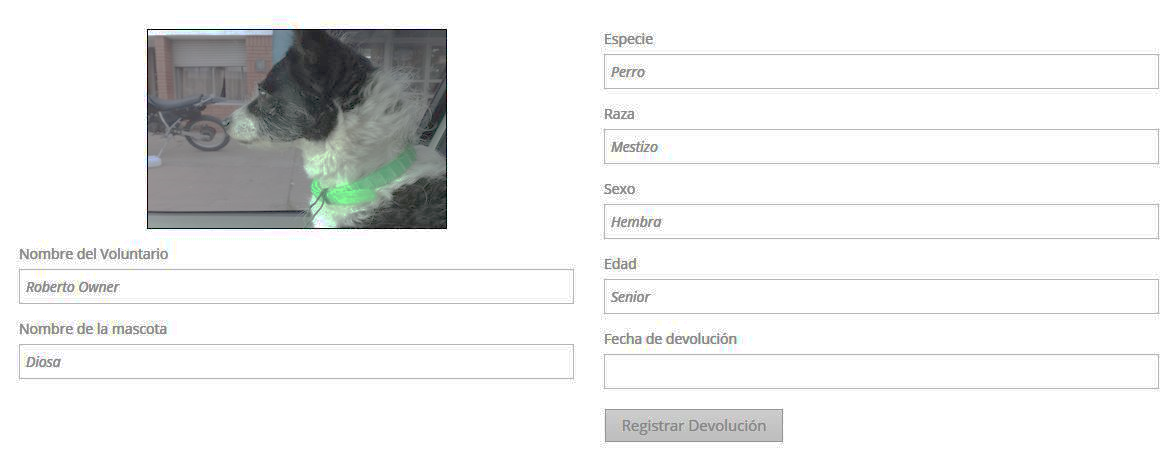 Nombre del Voluntario
Roberto Owner
Nombre de la mascota
Diosa
Especie
Perro
Raza
Mestizo
Sexo
Hembra
Edad
Senior
Fecha de devolución
Registrar Devolución